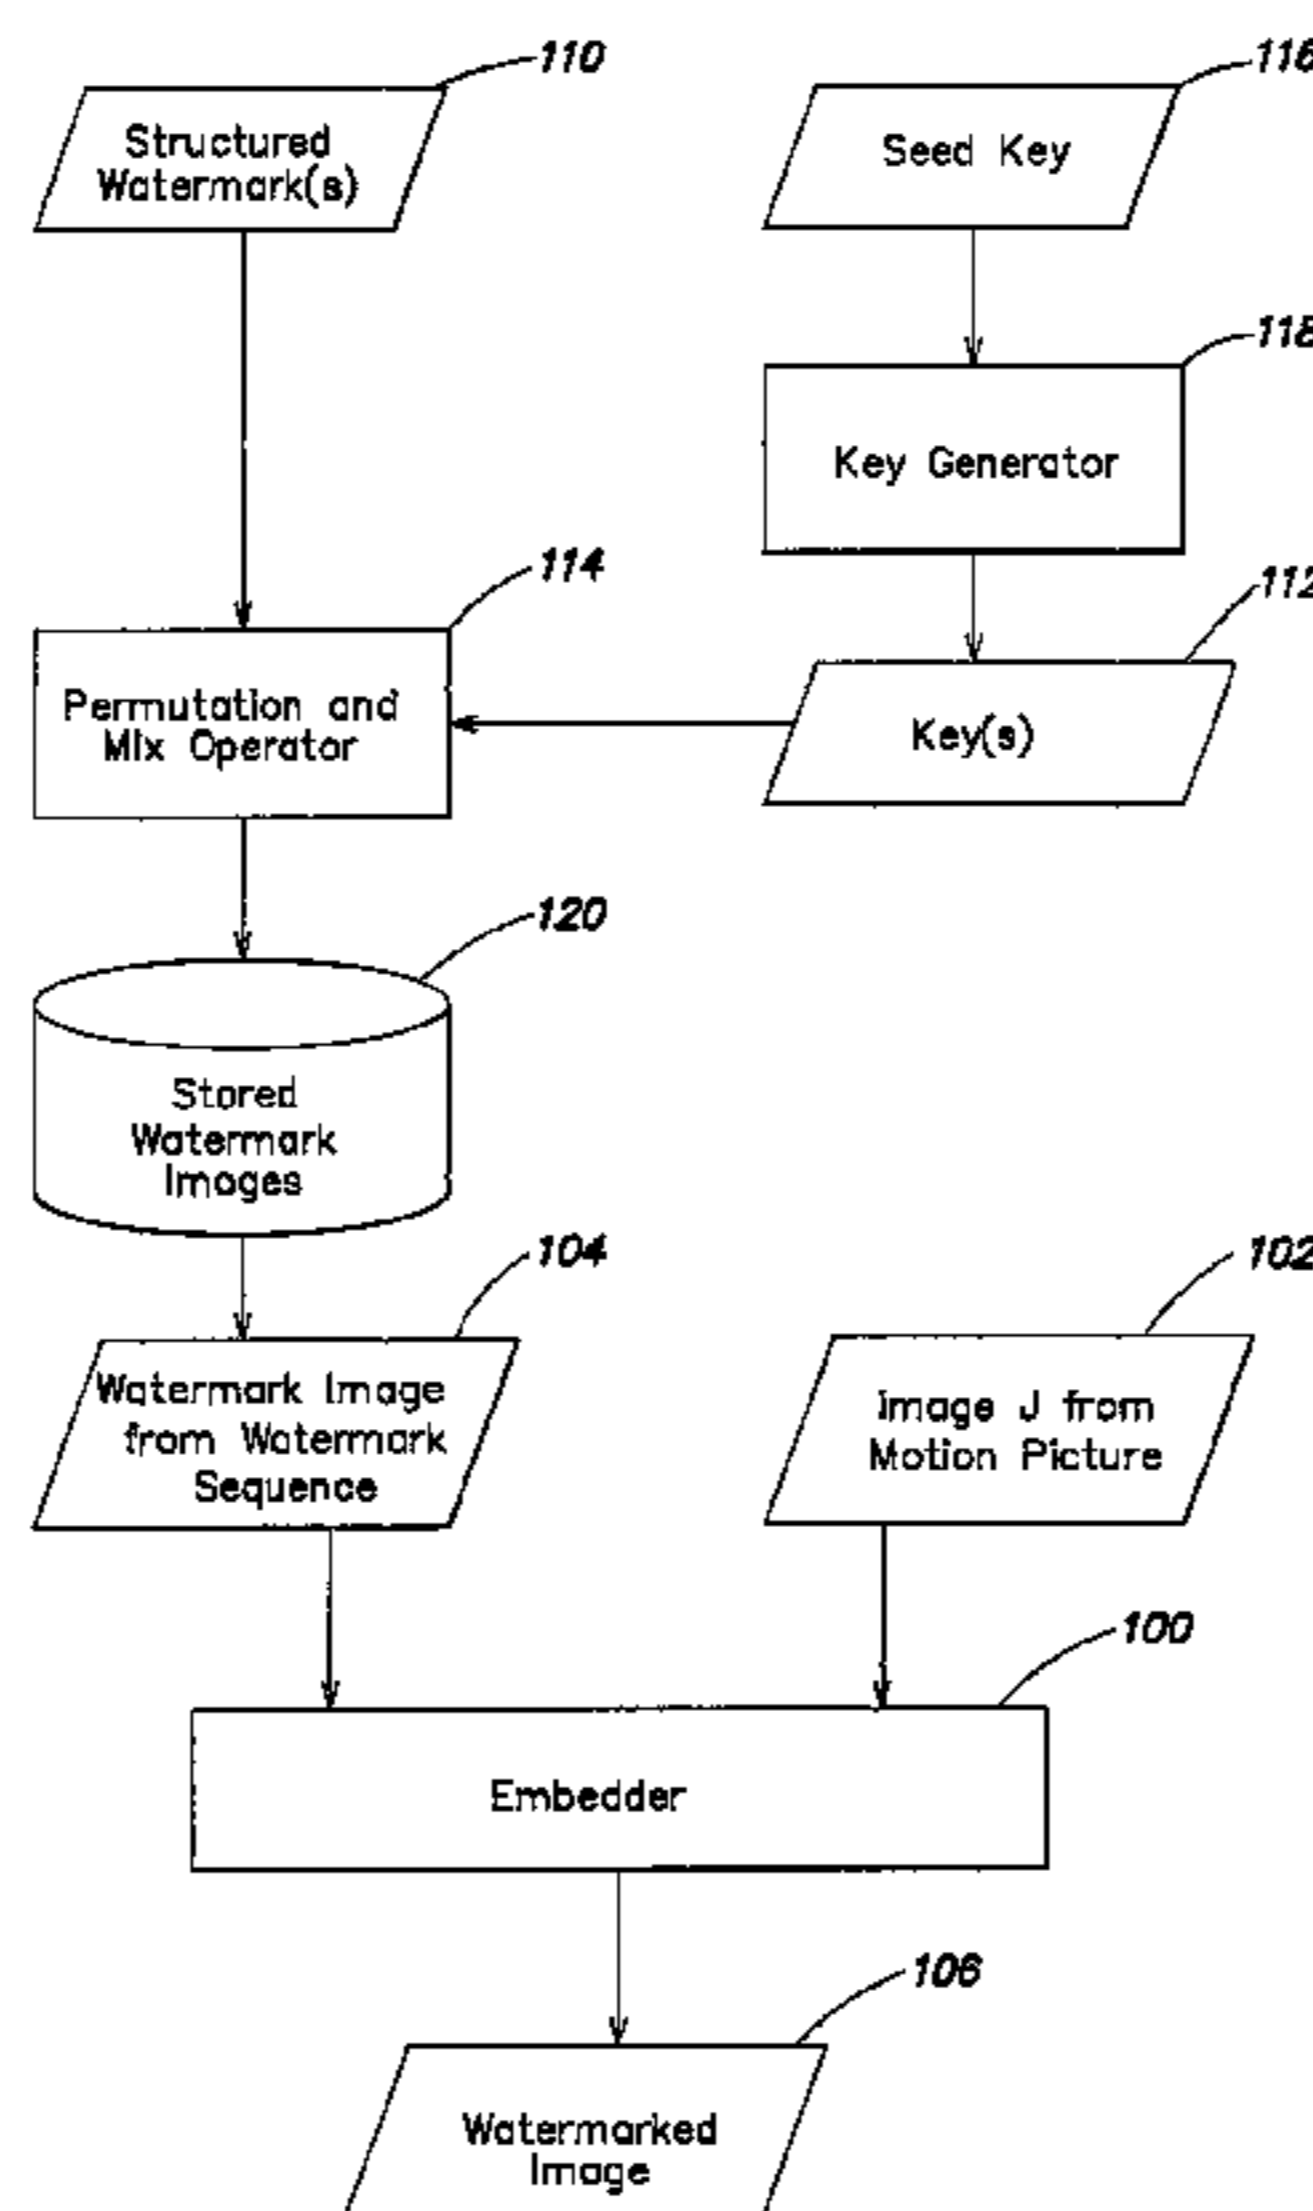 110
Structured
Watermark(s)
116
Seed Key
118
Key Generator
114
112
Permutation and
Mix Operator
Key(s)
120
Stored
Watermark
Images
104
Watermark Image
from Watermark
Sequence
102
Image J from
Motion Picture
100
Embedder
106
Watermarked
Image